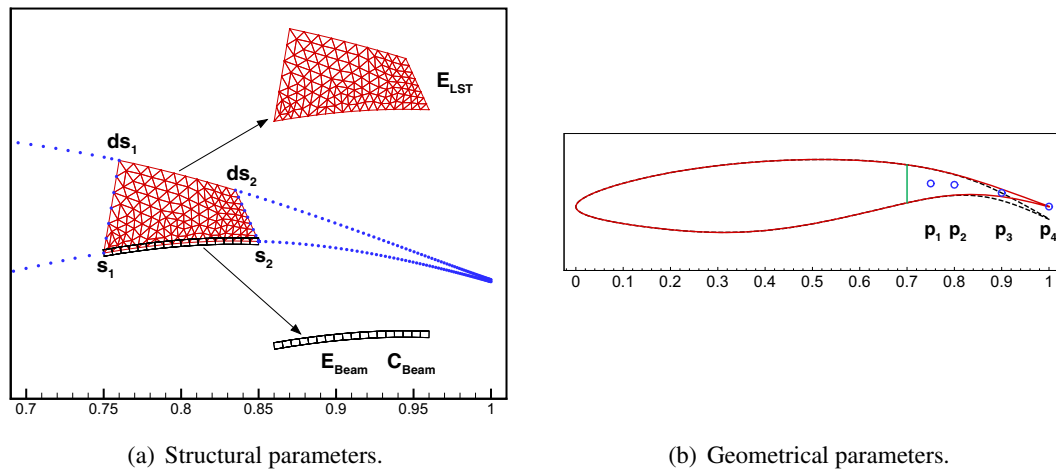 E_LST
ds_1
ds_2
s_1
s_2
E_Beam C_Beam
0.7 0.75 0.8 0.85 0.9 0.95 1
(a) Structural parameters.
p_1 p_2 p_3 p_4
0 0.1 0.2 0.3 0.4 0.5 0.6 0.7 0.8 0.9 1
(b) Geometrical parameters.